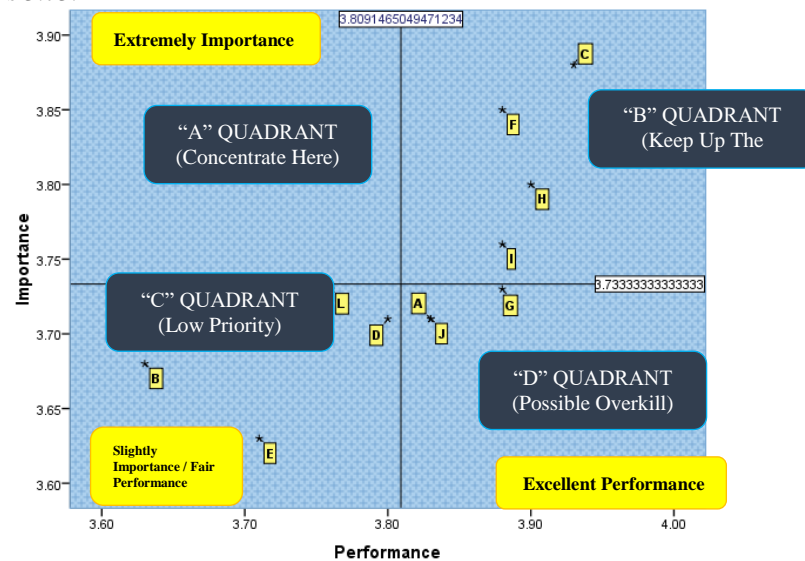 3.8091465049471234
Extremely Importance
C
"A" QUADRANT
(Concentrate Here)
F
"B" QUADRANT
(Keep Up The
H
I
3.73333333333333
"C" QUADRANT
(Low Priority)
L
A
G
D
J
B
"D" QUADRANT
(Possible Overkill)
E
Slightly
Importance / Fair
Performance
Excellent Performance
3.90
3.85
3.80
3.75
3.70
3.65
3.60
Importance
3.60
3.70
3.80
3.90
4.00
Performance